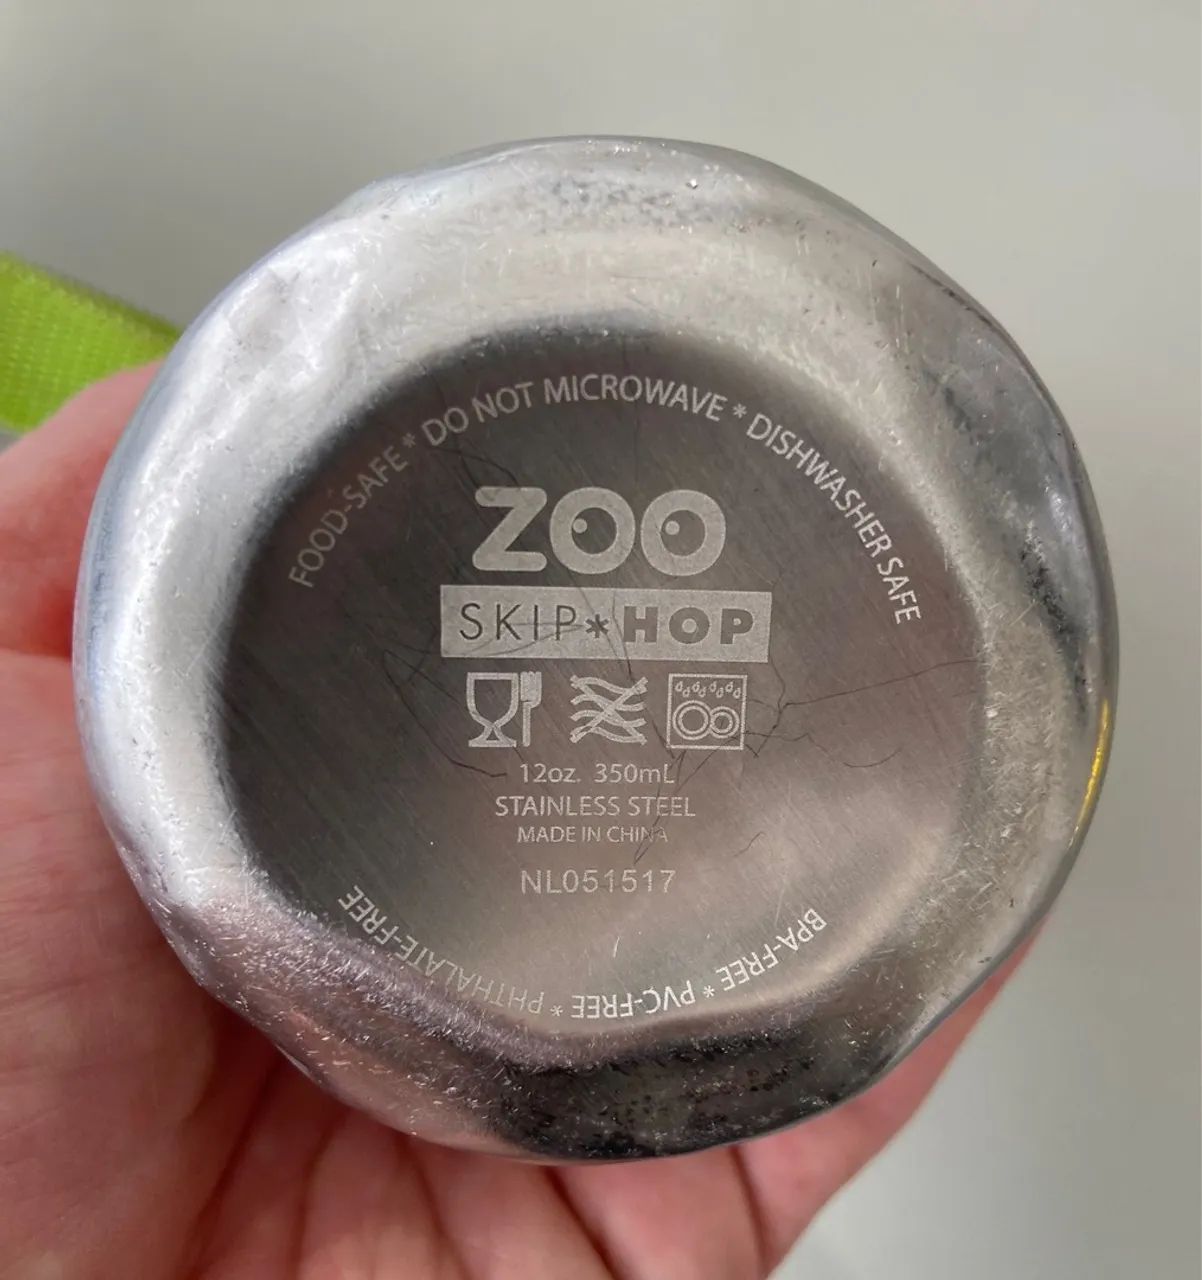 FOOD-SAFE * DO NOT MICROWAVE * DISHWASHER SAFE
ZOO
SKIP*HOP
12oz. 350mL
STAINLESS STEEL
MADE IN CHINA
NL051517
BPA-FREE * PVC-FREE * PHTHALATE-FREE